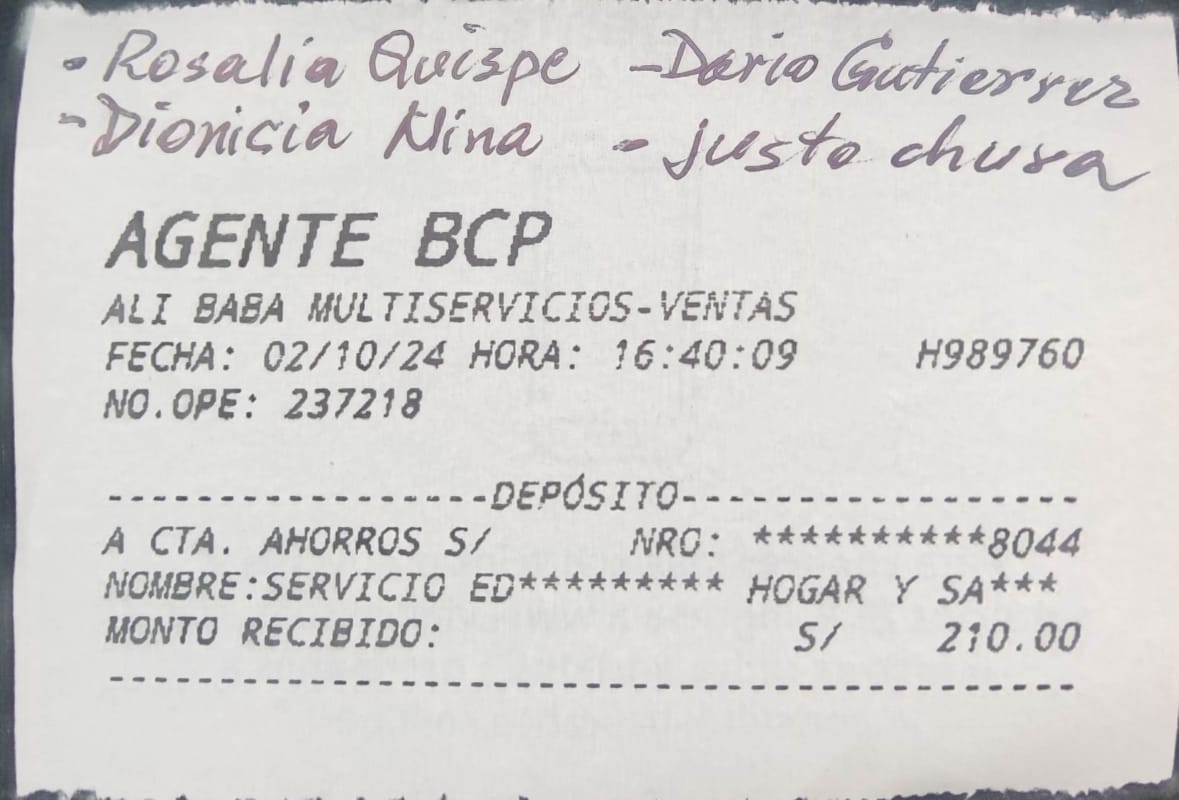 - Rosalía Quispe - Dario Gutierrez
- Dionicia Nina - justo chura
AGENTE BCP
ALI BABA MULTISERVICIOS-VENTAS
FECHA: 02/10/24 HORA: 16:40:09 H989760
NO.OPE: 237218
------------------DEPÓSITO-------------------
A CTA. AHORROS S/ NRO: **********8044
NOMBRE:SERVICIO ED********* HOGAR Y SA***
MONTO RECIBIDO: S/ 210.00
---------------------------------------------